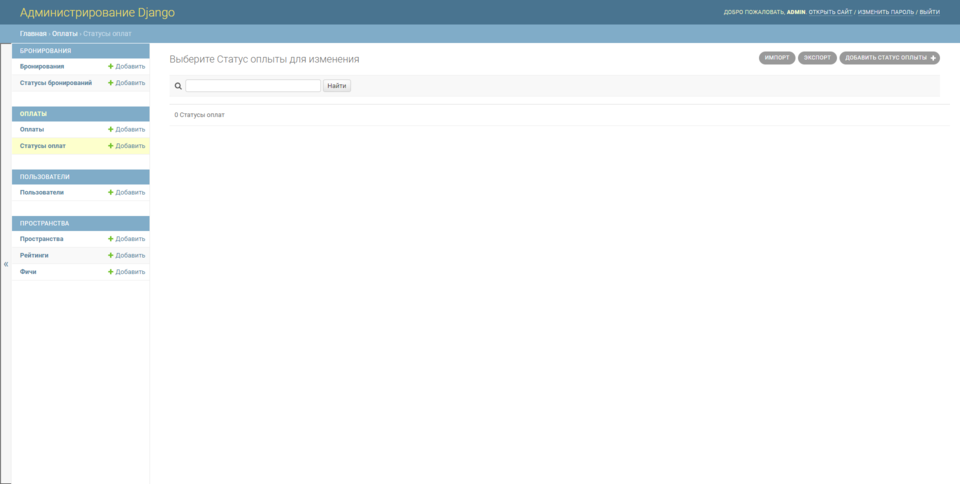 Администрирование Django
ДОБРО ПОЖАЛОВАТЬ, ADMIN. ОТКРЫТЬ САЙТ / ИЗМЕНИТЬ ПАРОЛЬ / ВЫЙТИ
Главная › Оплаты › Статусы оплат
БРОНИРОВАНИЯ
Бронирования + Добавить
Статусы бронирований + Добавить
ОПЛАТЫ
Оплаты + Добавить
Статусы оплат + Добавить
ПОЛЬЗОВАТЕЛИ
Пользователи + Добавить
ПРОСТРАНСТВА
Пространства + Добавить
Рейтинги + Добавить
Фичи + Добавить
«
Выберите Статус оплыты для изменения
ИМПОРТ ЭКСПОРТ ДОБАВИТЬ СТАТУС ОПЛЫТЫ +
Найти
0 Статусы оплат